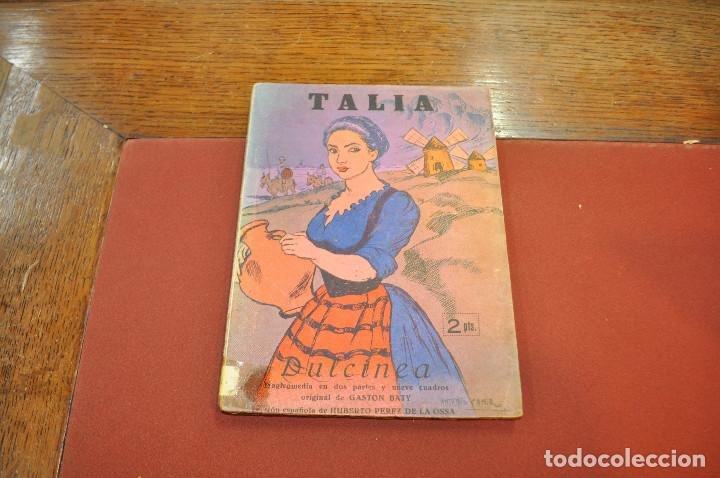 TALIA
2 pts.
Dulcinea
Tragicomedia en dos partes y nueve cuadros
original de GASTON BATY
española de HUBERTO PEREZ DE LA OSSA
todocoleccion.net